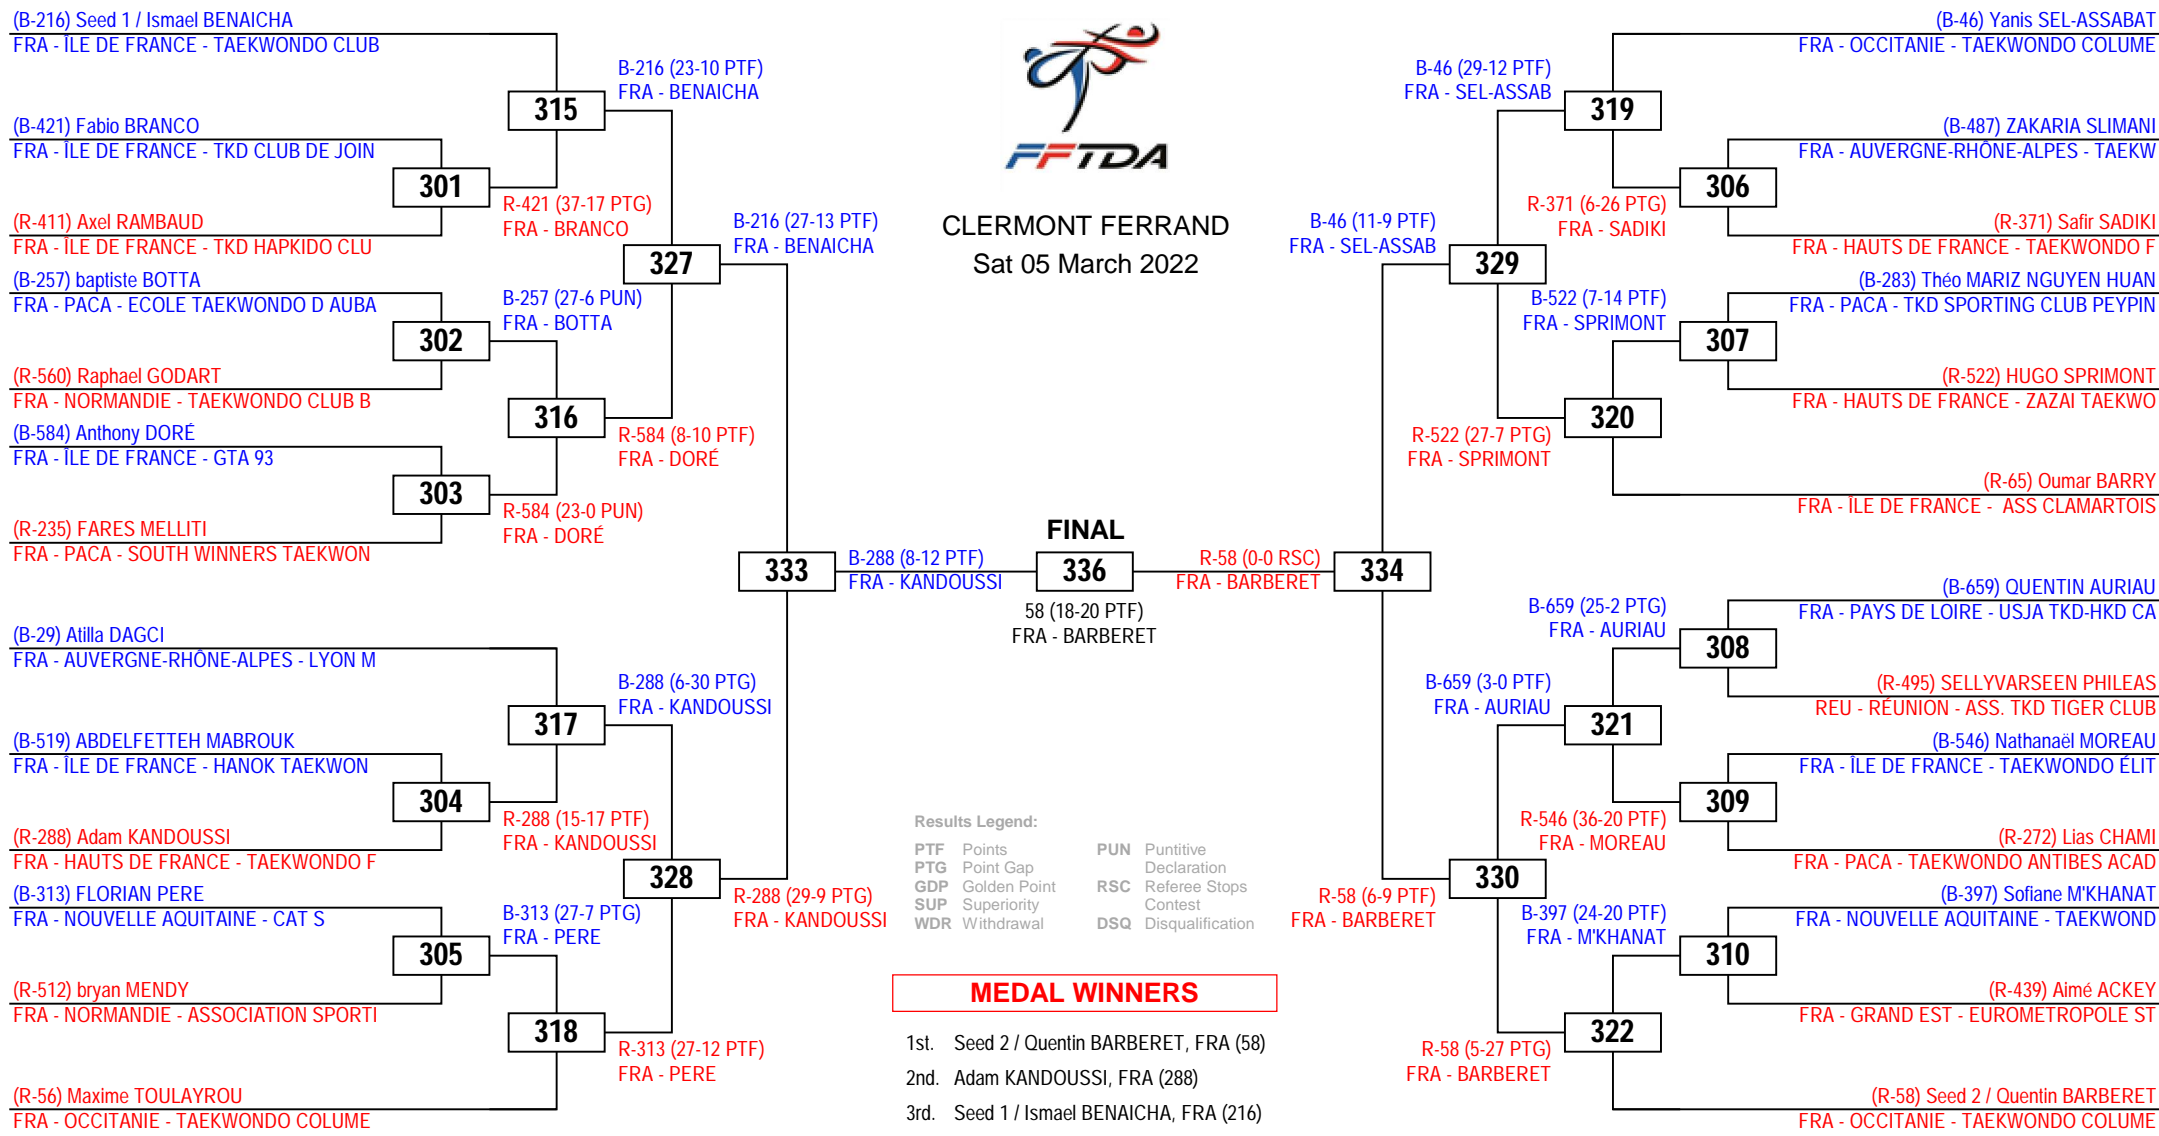 (B-216) Seed 1 / Ismael BENAICHA
FRA - ÎLE DE FRANCE - TAEKWONDO CLUB
(B-421) Fabio BRANCO
FRA - ÎLE DE FRANCE - TKD CLUB DE JOIN
(R-411) Axel RAMBAUD
FRA - ÎLE DE FRANCE - TKD HAPKIDO CLU
(B-257) baptiste BOTTA
FRA - PACA - ECOLE TAEKWONDO D AUBA
(R-560) Raphael GODART
FRA - NORMANDIE - TAEKWONDO CLUB B
(B-584) Anthony DORÉ
FRA - ÎLE DE FRANCE - GTA 93
(R-235) FARES MELLITI
FRA - PACA - SOUTH WINNERS TAEKWON
(B-29) Atilla DAGCI
FRA - AUVERGNE-RHÔNE-ALPES - LYON M
(B-519) ABDELFETTEH MABROUK
FRA - ÎLE DE FRANCE - HANOK TAEKWON
(R-288) Adam KANDOUSSI
FRA - HAUTS DE FRANCE - TAEKWONDO F
(B-313) FLORIAN PERE
FRA - NOUVELLE AQUITAINE - CAT S
(R-512) bryan MENDY
FRA - NORMANDIE - ASSOCIATION SPORTI
(R-56) Maxime TOULAYROU
FRA - OCCITANIE - TAEKWONDO COLUME
301
R-421 (37-17 PTG)
FRA - BRANCO
302
B-257 (27-6 PUN)
FRA - BOTTA
303
R-584 (23-0 PUN)
FRA - DORÉ
304
R-288 (15-17 PTF)
FRA - KANDOUSSI
305
B-313 (27-7 PTG)
FRA - PERE
315
B-216 (23-10 PTF)
FRA - BENAICHA
316
R-584 (8-10 PTF)
FRA - DORÉ
317
B-288 (6-30 PTG)
FRA - KANDOUSSI
318
R-313 (27-12 PTF)
FRA - PERE
327
B-216 (27-13 PTF)
FRA - BENAICHA
328
R-288 (29-9 PTG)
FRA - KANDOUSSI
333
B-288 (8-12 PTF)
FRA - KANDOUSSI
FFTDA
CLERMONT FERRAND
Sat 05 March 2022
FINAL
336
58 (18-20 PTF)
FRA - BARBERET
R-58 (0-0 RSC)
FRA - BARBERET
334
B-46 (11-9 PTF)
FRA - SEL-ASSAB
329
R-58 (6-9 PTF)
FRA - BARBERET
330
B-46 (29-12 PTF)
FRA - SEL-ASSAB
319
R-522 (27-7 PTG)
FRA - SPRIMONT
320
B-659 (3-0 PTF)
FRA - AURIAU
321
R-58 (5-27 PTG)
FRA - BARBERET
322
R-371 (6-26 PTG)
FRA - SADIKI
306
B-522 (7-14 PTF)
FRA - SPRIMONT
307
B-659 (25-2 PTG)
FRA - AURIAU
308
R-546 (36-20 PTF)
FRA - MOREAU
309
B-397 (24-20 PTF)
FRA - M'KHANAT
310
(B-46) Yanis SEL-ASSABAT
FRA - OCCITANIE - TAEKWONDO COLUME
(B-487) ZAKARIA SLIMANI
FRA - AUVERGNE-RHÔNE-ALPES - TAEKW
(R-371) Safir SADIKI
FRA - HAUTS DE FRANCE - TAEKWONDO F
(B-283) Théo MARIZ NGUYEN HUAN
FRA - PACA - TKD SPORTING CLUB PEYPIN
(R-522) HUGO SPRIMONT
FRA - HAUTS DE FRANCE - ZAZAI TAEKWO
(R-65) Oumar BARRY
FRA - ÎLE DE FRANCE - ASS CLAMARTOIS
(B-659) QUENTIN AURIAU
FRA - PAYS DE LOIRE - USJA TKD-HKD CA
(R-495) SELLYVARSEEN PHILEAS
REU - RÉUNION - ASS. TKD TIGER CLUB
(B-546) Nathanaël MOREAU
FRA - ÎLE DE FRANCE - TAEKWONDO ÉLIT
(R-272) Lias CHAMI
FRA - PACA - TAEKWONDO ANTIBES ACAD
(B-397) Sofiane M'KHANAT
FRA - NOUVELLE AQUITAINE - TAEKWOND
(R-439) Aimé ACKEY
FRA - GRAND EST - EUROMETROPOLE ST
(R-58) Seed 2 / Quentin BARBERET
FRA - OCCITANIE - TAEKWONDO COLUME
Results Legend:
PTF Points
PTG Point Gap
GDP Golden Point
SUP Superiority
WDR Withdrawal
PUN Puntitive
Declaration
RSC Referee Stops
Contest
DSQ Disqualification
MEDAL WINNERS
1st. Seed 2 / Quentin BARBERET, FRA (58)
2nd. Adam KANDOUSSI, FRA (288)
3rd. Seed 1 / Ismael BENAICHA, FRA (216)